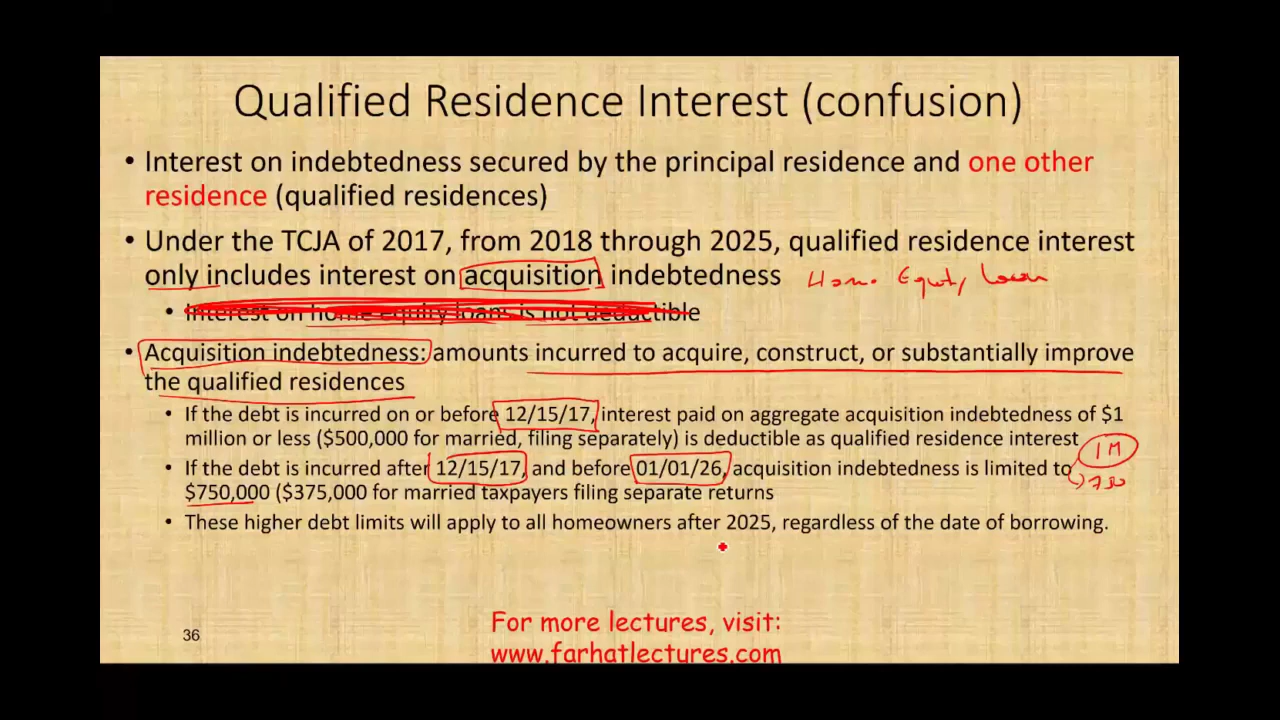 Qualified Residence Interest (confusion)
• Interest on indebtedness secured by the principal residence and one other
residence (qualified residences)
• Under the TCJA of 2017, from 2018 through 2025, qualified residence interest
only includes interest on acquisition indebtedness Home Equity loan
• Interest on home equity loans is not deductible
• Acquisition indebtedness: amounts incurred to acquire, construct, or substantially improve
the qualified residences
• If the debt is incurred on or before 12/15/17, interest paid on aggregate acquisition indebtedness of $1
million or less ($500,000 for married, filing separately) is deductible as qualified residence interest
1M
• If the debt is incurred after 12/15/17, and before 01/01/26, acquisition indebtedness is limited to
750
$750,000 ($375,000 for married taxpayers filing separate returns
• These higher debt limits will apply to all homeowners after 2025, regardless of the date of borrowing.
For more lectures, visit:
www.farhatlectures.com
36